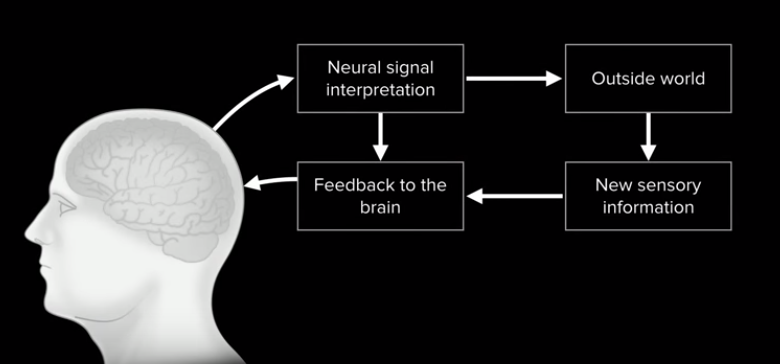 Neural signal
interpretation
Outside world
Feedback to the
brain
New sensory
information